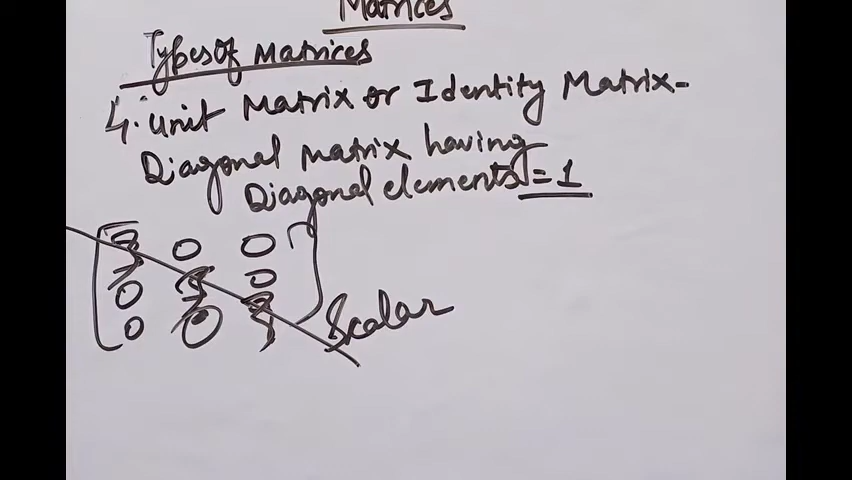 Matrices
Types of Matrices
4. Unit Matrix or Identity Matrix-
Diagonal matrix having
Diagonal elements = 1
0 0
0 0
0 0
Scalar